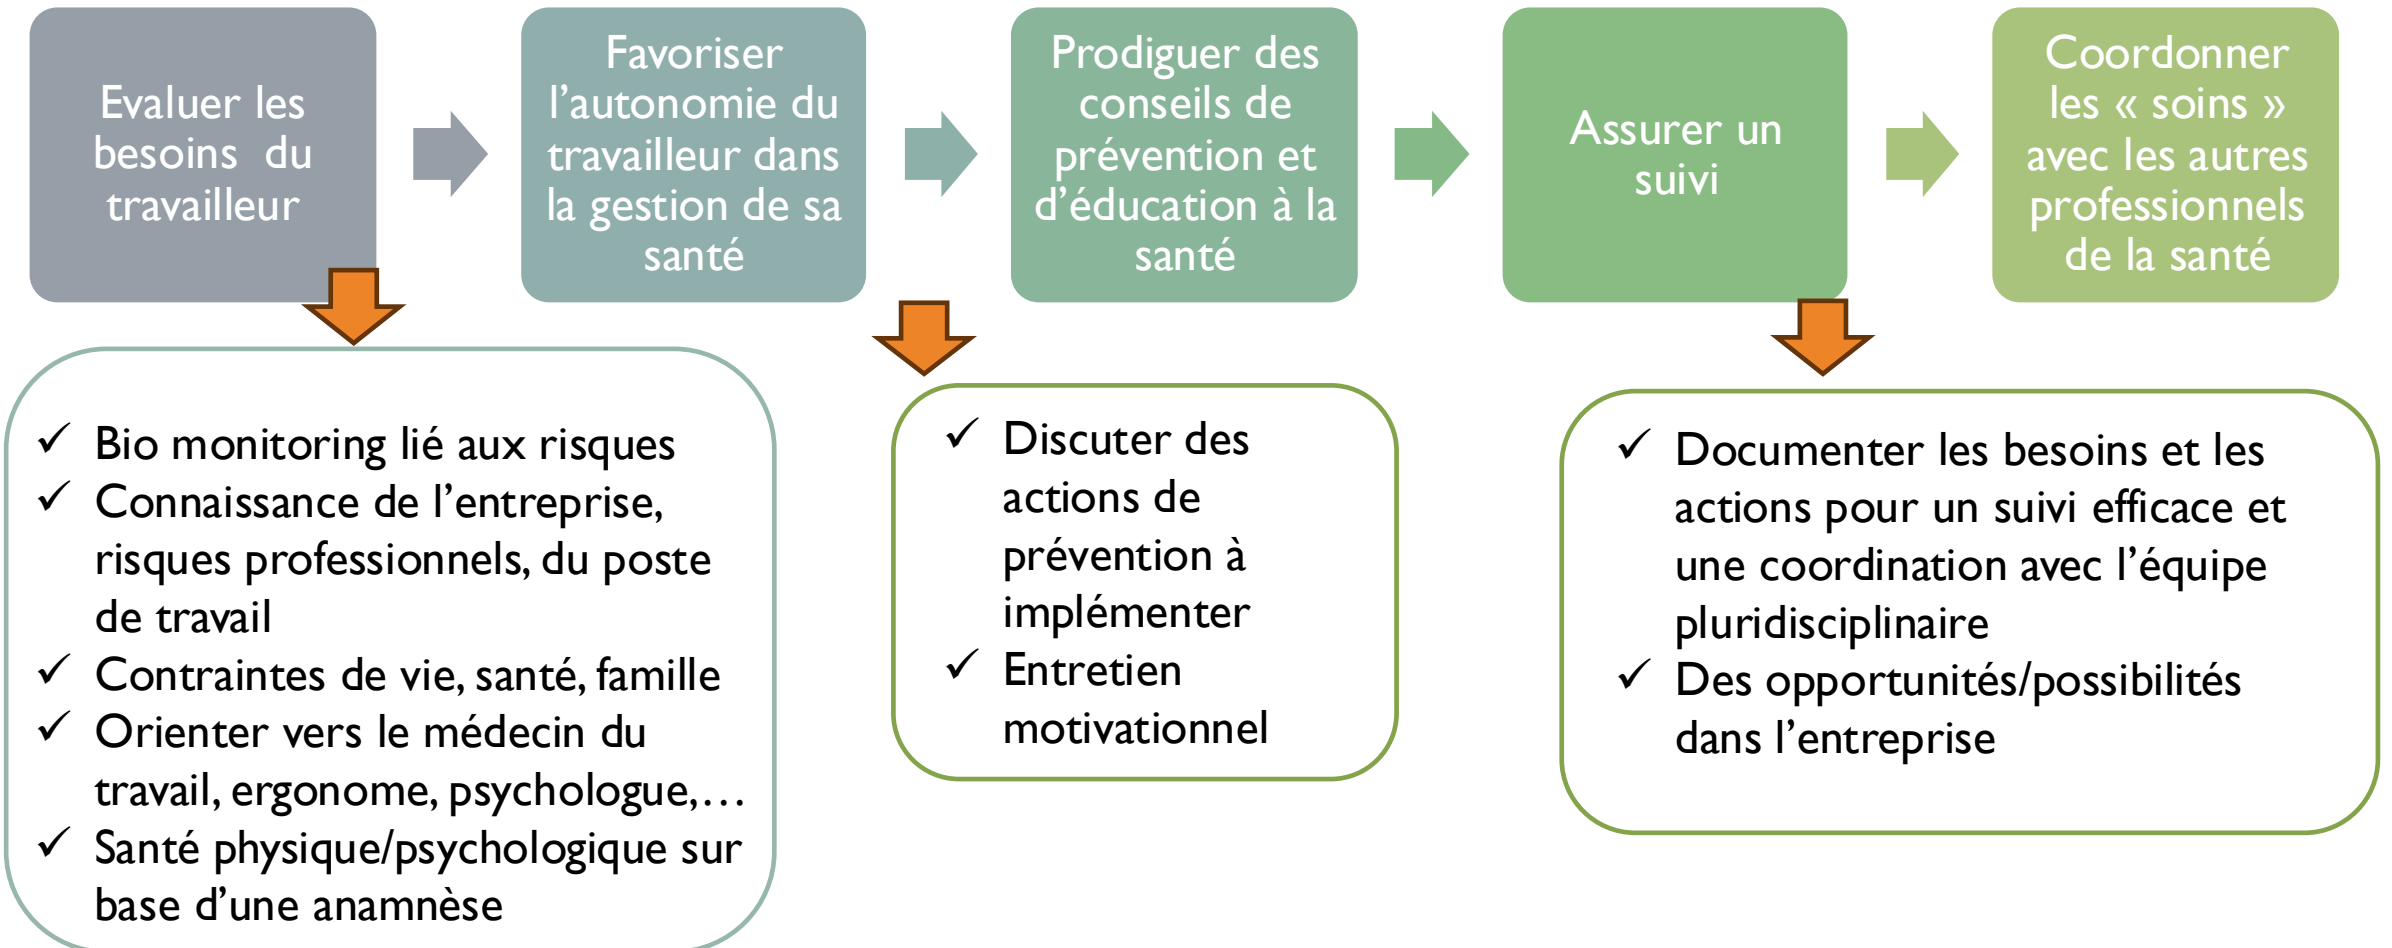 Evaluer les
besoins du
travailleur
Favoriser
l’autonomie du
travailleur dans
la gestion de sa
santé
Prodiguer des
conseils de
prévention et
d’éducation à la
santé
Assurer un
suivi
Coordonner
les « soins »
avec les autres
professionnels
de la santé
✓ Bio monitoring lié aux risques
✓ Connaissance de l’entreprise,
risques professionnels, du poste
de travail
✓ Contraintes de vie, santé, famille
✓ Orienter vers le médecin du
travail, ergonome, psychologue,…
✓ Santé physique/psychologique sur
base d’une anamnèse
✓ Discuter des
actions de
prévention à
implémenter
✓ Entretien
motivationnel
✓ Documenter les besoins et les
actions pour un suivi efficace et
une coordination avec l’équipe
pluridisciplinaire
✓ Des opportunités/possibilités
dans l’entreprise